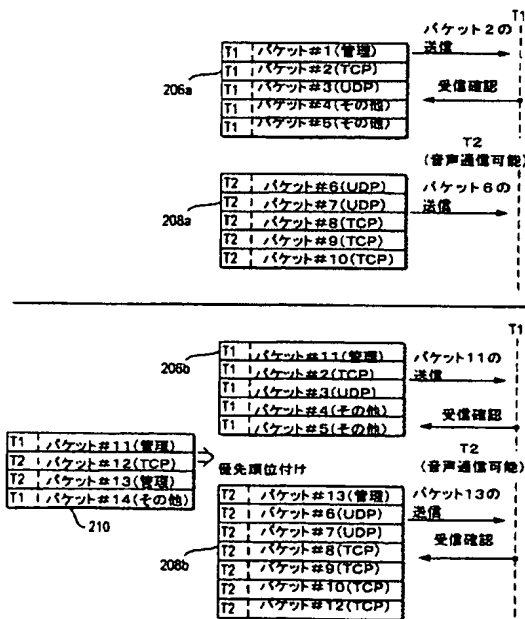 T1
パケット2の
送信
受信確認
206a
T1 パケット#1(管理)
T1 パケット#2(TCP)
T1 パケット#3(UDP)
T1 パケット#4(その他)
T1 パケット#5(その他)
T2
(音声通信可能)
208a
T2 パケット#6(UDP)
T2 パケット#7(UDP)
T2 パケット#8(TCP)
T2 パケット#9(TCP)
T2 パケット#10(TCP)
パケット6の
送信
T1
206b
T1 パケット#11(管理)
T1 パケット#2(TCP)
T1 パケット#3(UDP)
T1 パケット#4(その他)
T1 パケット#5(その他)
パケット11の
送信
受信確認
T1 パケット#11(管理)
T2 パケット#12(TCP)
T2 パケット#13(管理)
T1 パケット#14(その他)
210
優先順位付け
T2
(音声通信可能)
208b
T2 パケット#13(管理)
T2 パケット#6(UDP)
T2 パケット#7(UDP)
T2 パケット#8(TCP)
T2 パケット#9(TCP)
T2 パケット#10(TCP)
T2 パケット#12(TCP)
パケット13の
送信
受信確認